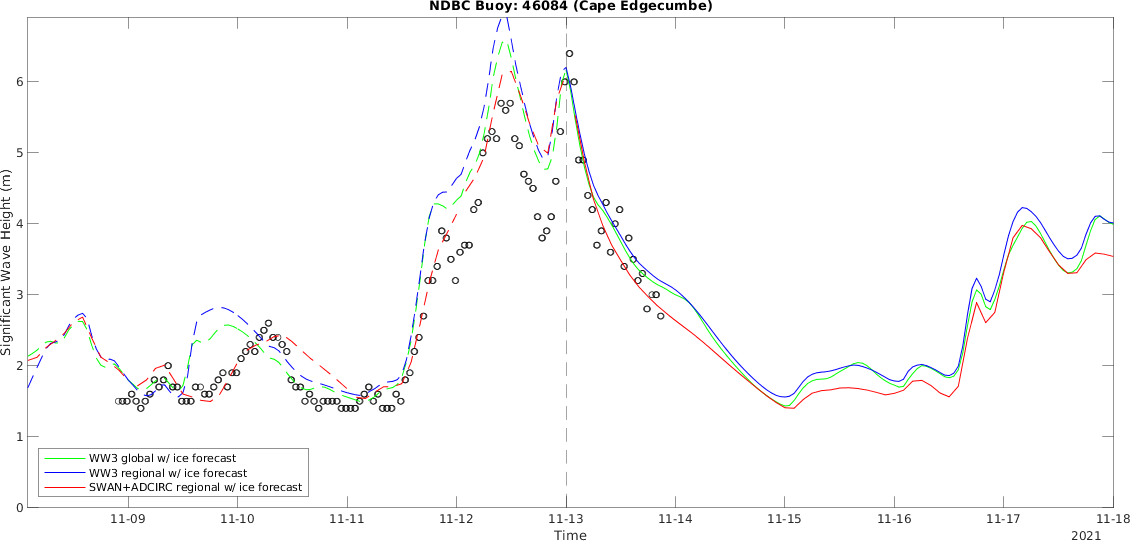 NDBC Buoy: 46084 (Cape Edgecumbe)
Significant Wave Height (m)
6
5
4
3
2
1
0
WW3 global w/ ice forecast
WW3 regional w/ ice forecast
SWAN+ADCIRC regional w/ ice forecast
11-09 11-10 11-11 11-12 11-13 11-14 11-15 11-16 11-17 11-18
Time
2021